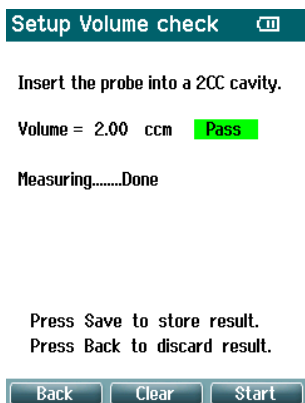 Setup Volume check
Insert the probe into a 2CC cavity.
Volume = 2.00 ccm Pass
Measuring........Done
Press Save to store result.
Press Back to discard result.
Back Clear Start